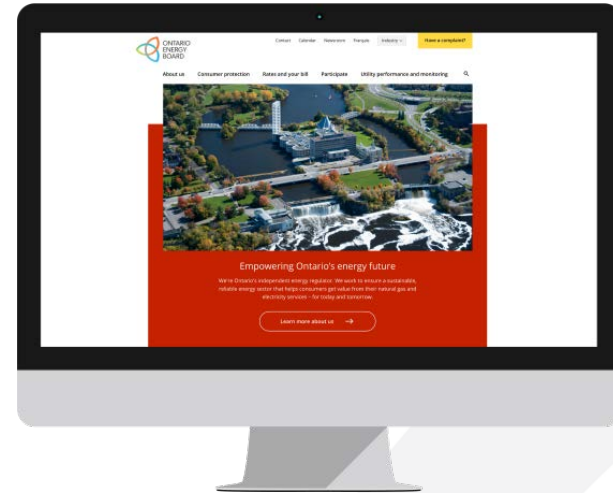 ONTARIO
ENERGY
BOARD
Contact Calendar Newsroom Français Industry
Have a complaint?
About us Consumer protection Rates and your bill Participate Utility performance and monitoring
Empowering Ontario's energy future
We're Ontario's independent energy regulator. We work to ensure a sustainable,
reliable energy sector that helps consumers get value from their natural gas and
electricity services – for today and tomorrow.
Learn more about us →